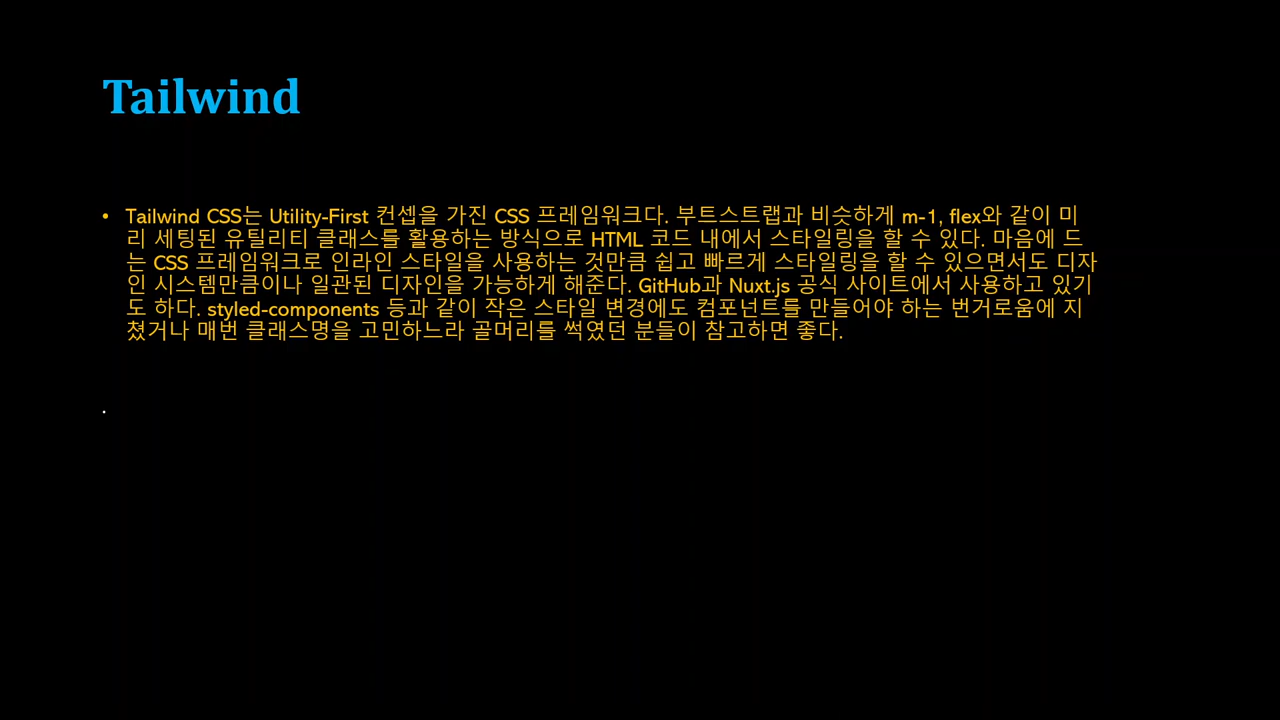 Tailwind
• Tailwind CSS는 Utility-First 컨셉을 가진 CSS 프레임워크다. 부트스트랩과 비슷하게 m-1, flex와 같이 미
리 세팅된 유틸리티 클래스를 활용하는 방식으로 HTML 코드 내에서 스타일링을 할 수 있다. 마음에 드
는 CSS 프레임워크로 인라인 스타일을 사용하는 것만큼 쉽고 빠르게 스타일링을 할 수 있으면서도 디자
인 시스템만큼이나 일관된 디자인을 가능하게 해준다. GitHub과 Nuxt.js 공식 사이트에서 사용하고 있기
도 하다. styled-components 등과 같이 작은 스타일 변경에도 컴포넌트를 만들어야 하는 번거로움에 지
쳤거나 매번 클래스명을 고민하느라 골머리를 썩였던 분들이 참고하면 좋다.
.